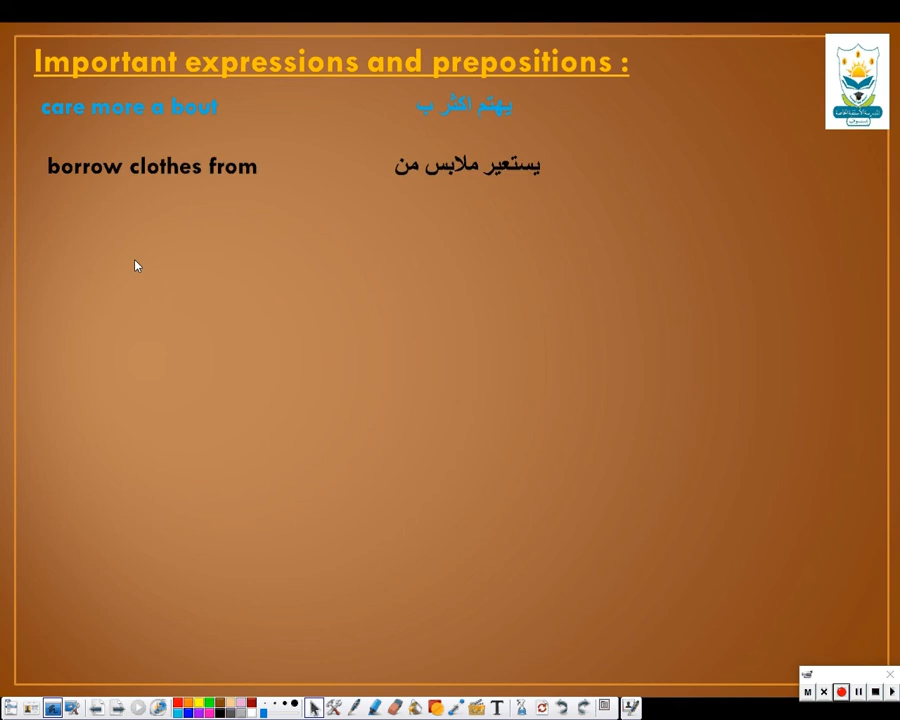 Important expressions and prepositions :
care more a bout يهتم اكثر ب
borrow clothes from يستعير ملابس من